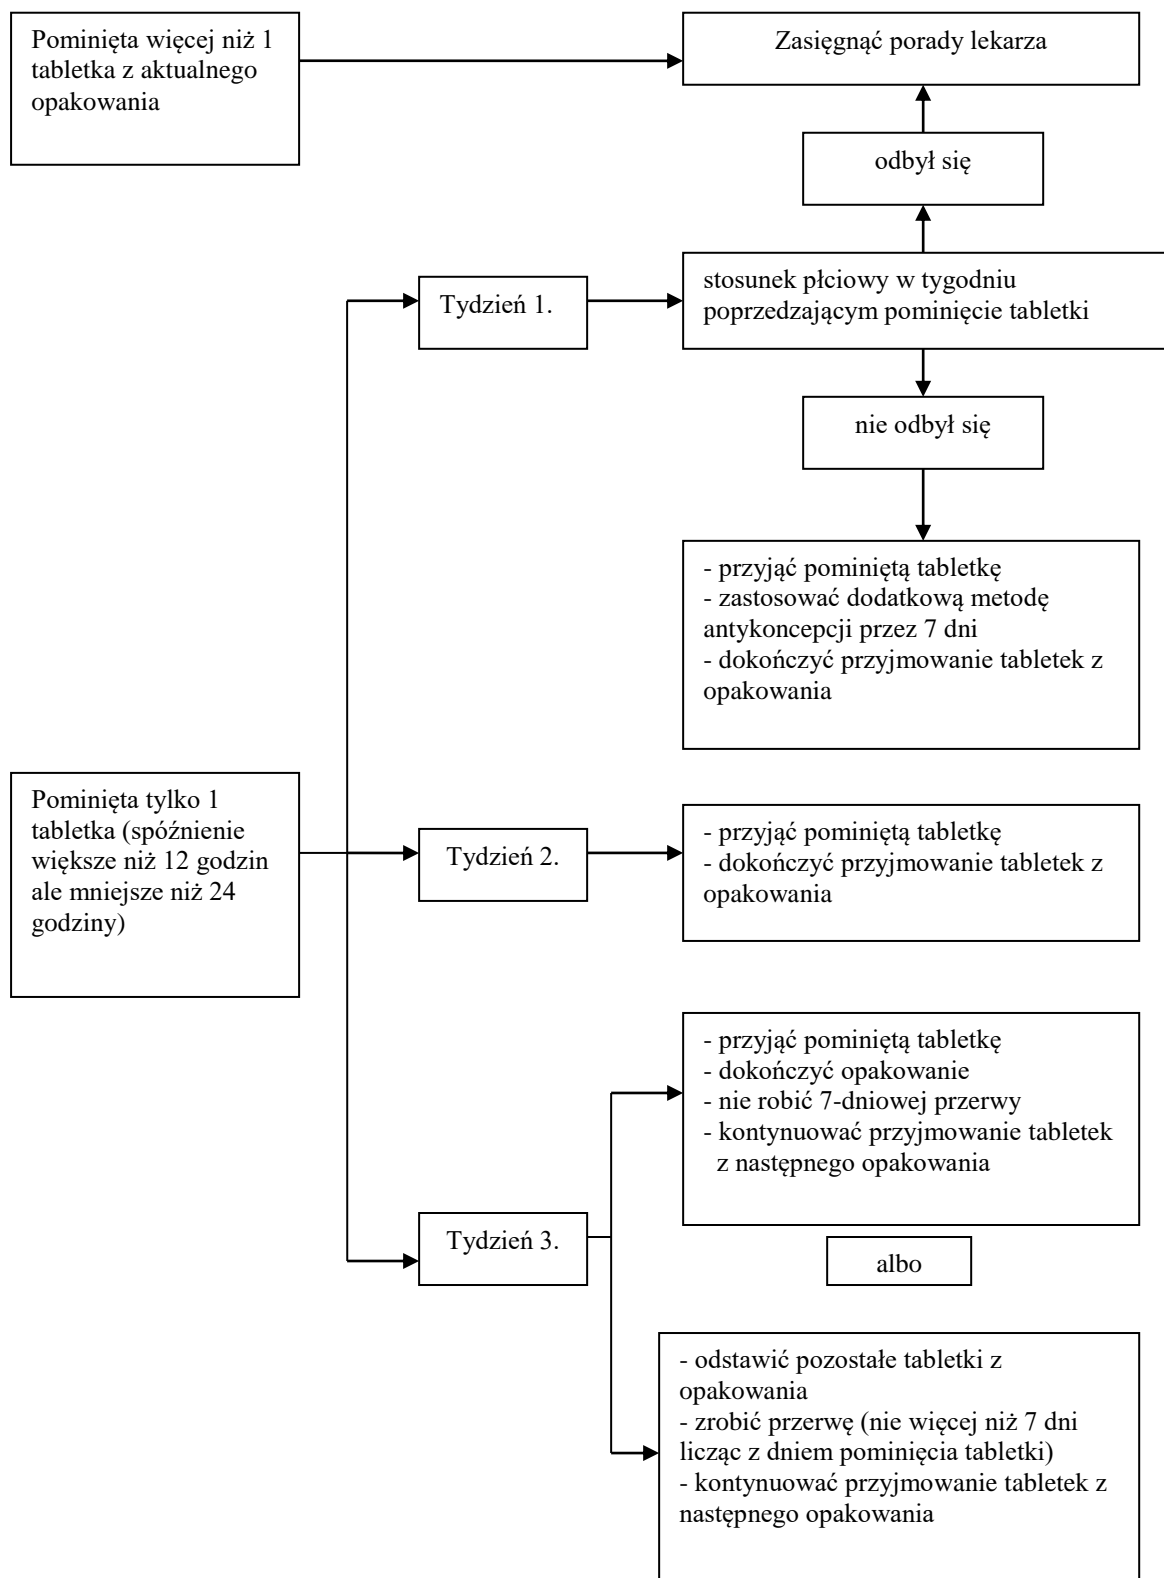 Pominięta więcej niż 1
tabletka z aktualnego
opakowania
Zasięgnąć porady lekarza
odbył się
stosunek płciowy w tygodniu
poprzedzającym pominięcie tabletki
Tydzień 1.
nie odbył się
- przyjąć pominiętą tabletkę
- zastosować dodatkową metodę
antykoncepcji przez 7 dni
- dokończyć przyjmowanie tabletek z
opakowania
Pominięta tylko 1
tabletka (spóźnienie
większe niż 12 godzin
ale mniejsze niż 24
godziny)
Tydzień 2.
- przyjąć pominiętą tabletkę
- dokończyć przyjmowanie tabletek z
opakowania
- przyjąć pominiętą tabletkę
- dokończyć opakowanie
- nie robić 7-dniowej przerwy
- kontynuować przyjmowanie tabletek
z następnego opakowania
Tydzień 3.
albo
- odstawić pozostałe tabletki z
opakowania
- zrobić przerwę (nie więcej niż 7 dni
licząc z dniem pominięcia tabletki)
- kontynuować przyjmowanie tabletek z
następnego opakowania